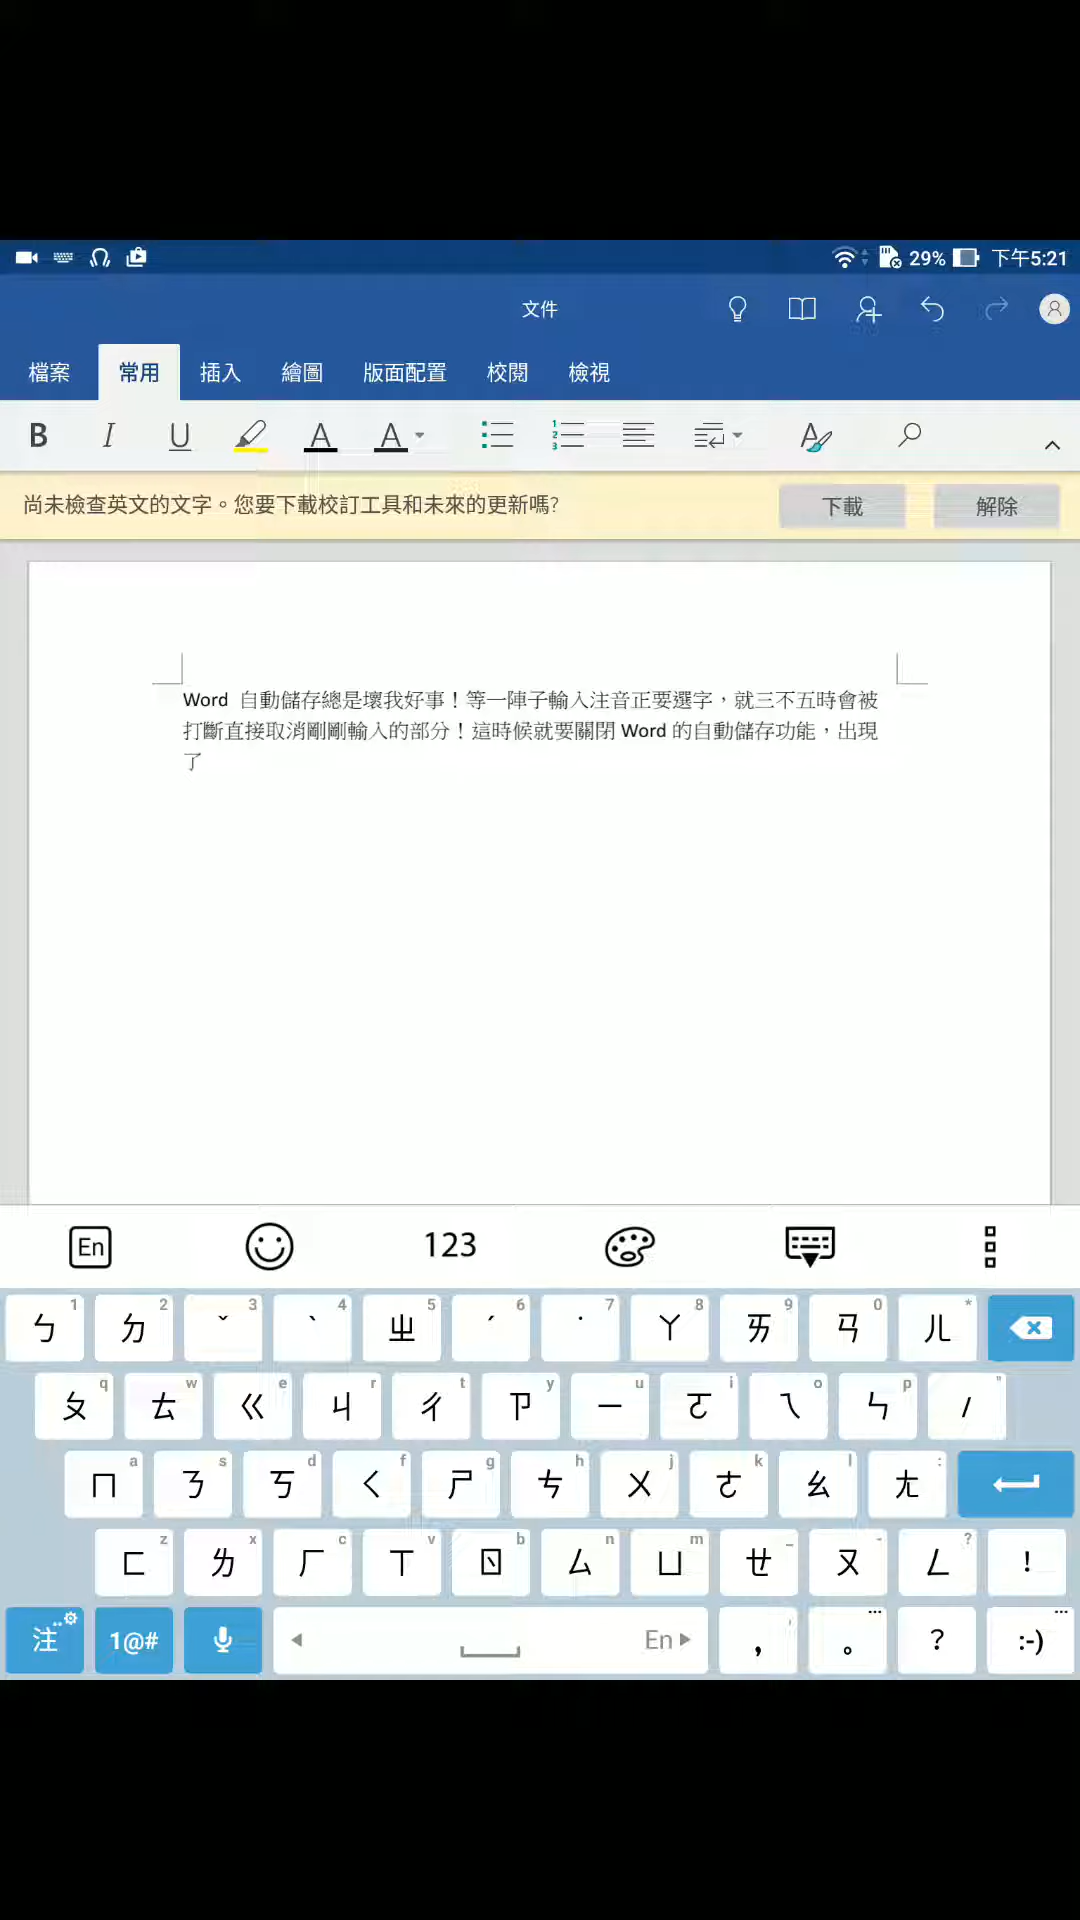 29% 下午5:21
文件
檔案 常用 插入 繪圖 版面配置 校閱 檢視
B I U A A
尚未檢查英文的文字。您要下載校訂工具和未來的更新嗎? 下載 解除
Word 自動儲存總是壞我好事！等一陣子輸入注音正要選字，就三不五時會被
打斷直接取消剛剛輸入的部分！這時候就要關閉 Word 的自動儲存功能，出現
了
En 123
ㄅ 1 ㄉ 2 ˇ 3 ˋ 4 ㄓ 5 ˊ 6 ˙ 7 ㄚ 8 ㄞ 9 ㄢ 0 ㄦ *
ㄆ q ㄊ w ㄍ e ㄐ r ㄔ t ㄗ y ㄧ u ㄛ i ㄟ o ㄣ p / "
ㄇ a ㄋ s ㄎ d ㄑ f ㄕ g ㄘ h ㄨ j ㄜ k ㄠ l ㄤ :
ㄈ z ㄌ x ㄏ c ㄒ v ㄖ b ㄙ n ㄩ m ㄝ _ ㄡ - ㄥ ? !
注 1@# En , ' 。 ... ? :-) ...